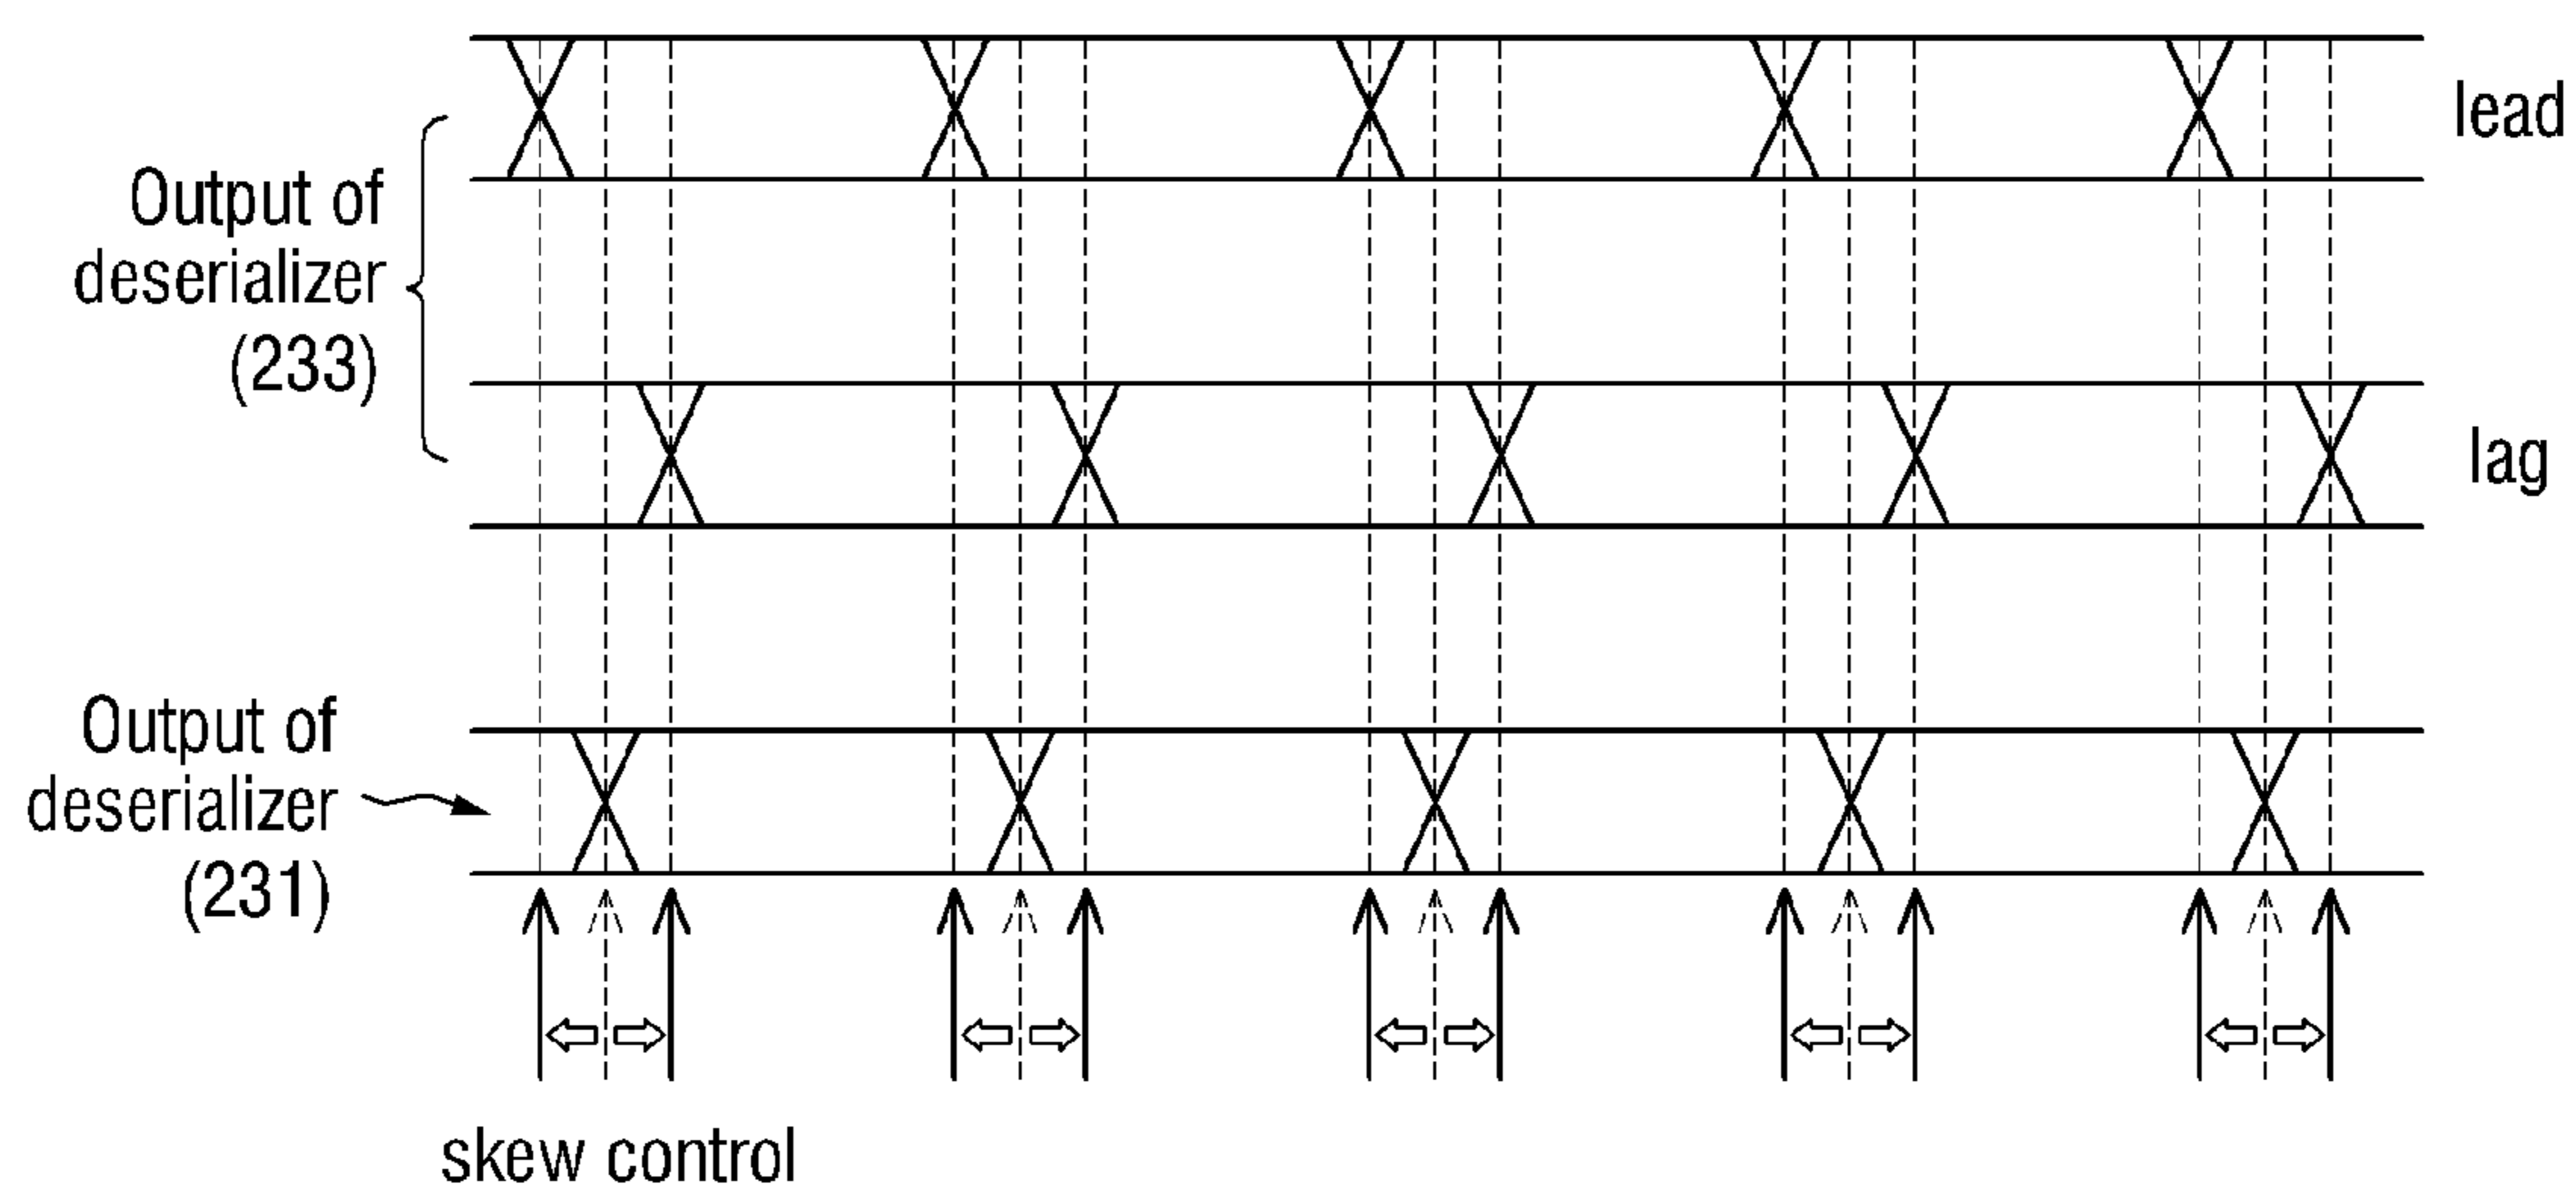 lead
Output of
deserializer
(233)
lag
Output of
deserializer
(231)
skew control